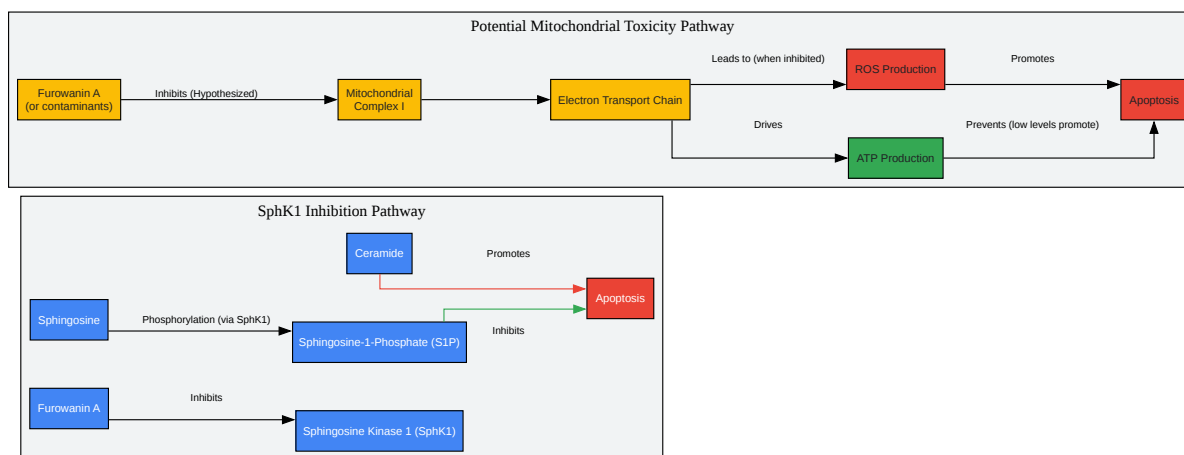 Potential Mitochondrial Toxicity Pathway
Furowanin A
(or contaminants)
Inhibits (Hypothesized)
Mitochondrial
Complex I
Electron Transport Chain
Leads to (when inhibited)
ROS Production
Promotes
Apoptosis
Drives
ATP Production
Prevents (low levels promote)
SphK1 Inhibition Pathway
Ceramide
Promotes
Apoptosis
Sphingosine
Phosphorylation (via SphK1)
Sphingosine-1-Phosphate (S1P)
Inhibits
Furowanin A
Inhibits
Sphingosine Kinase 1 (SphK1)